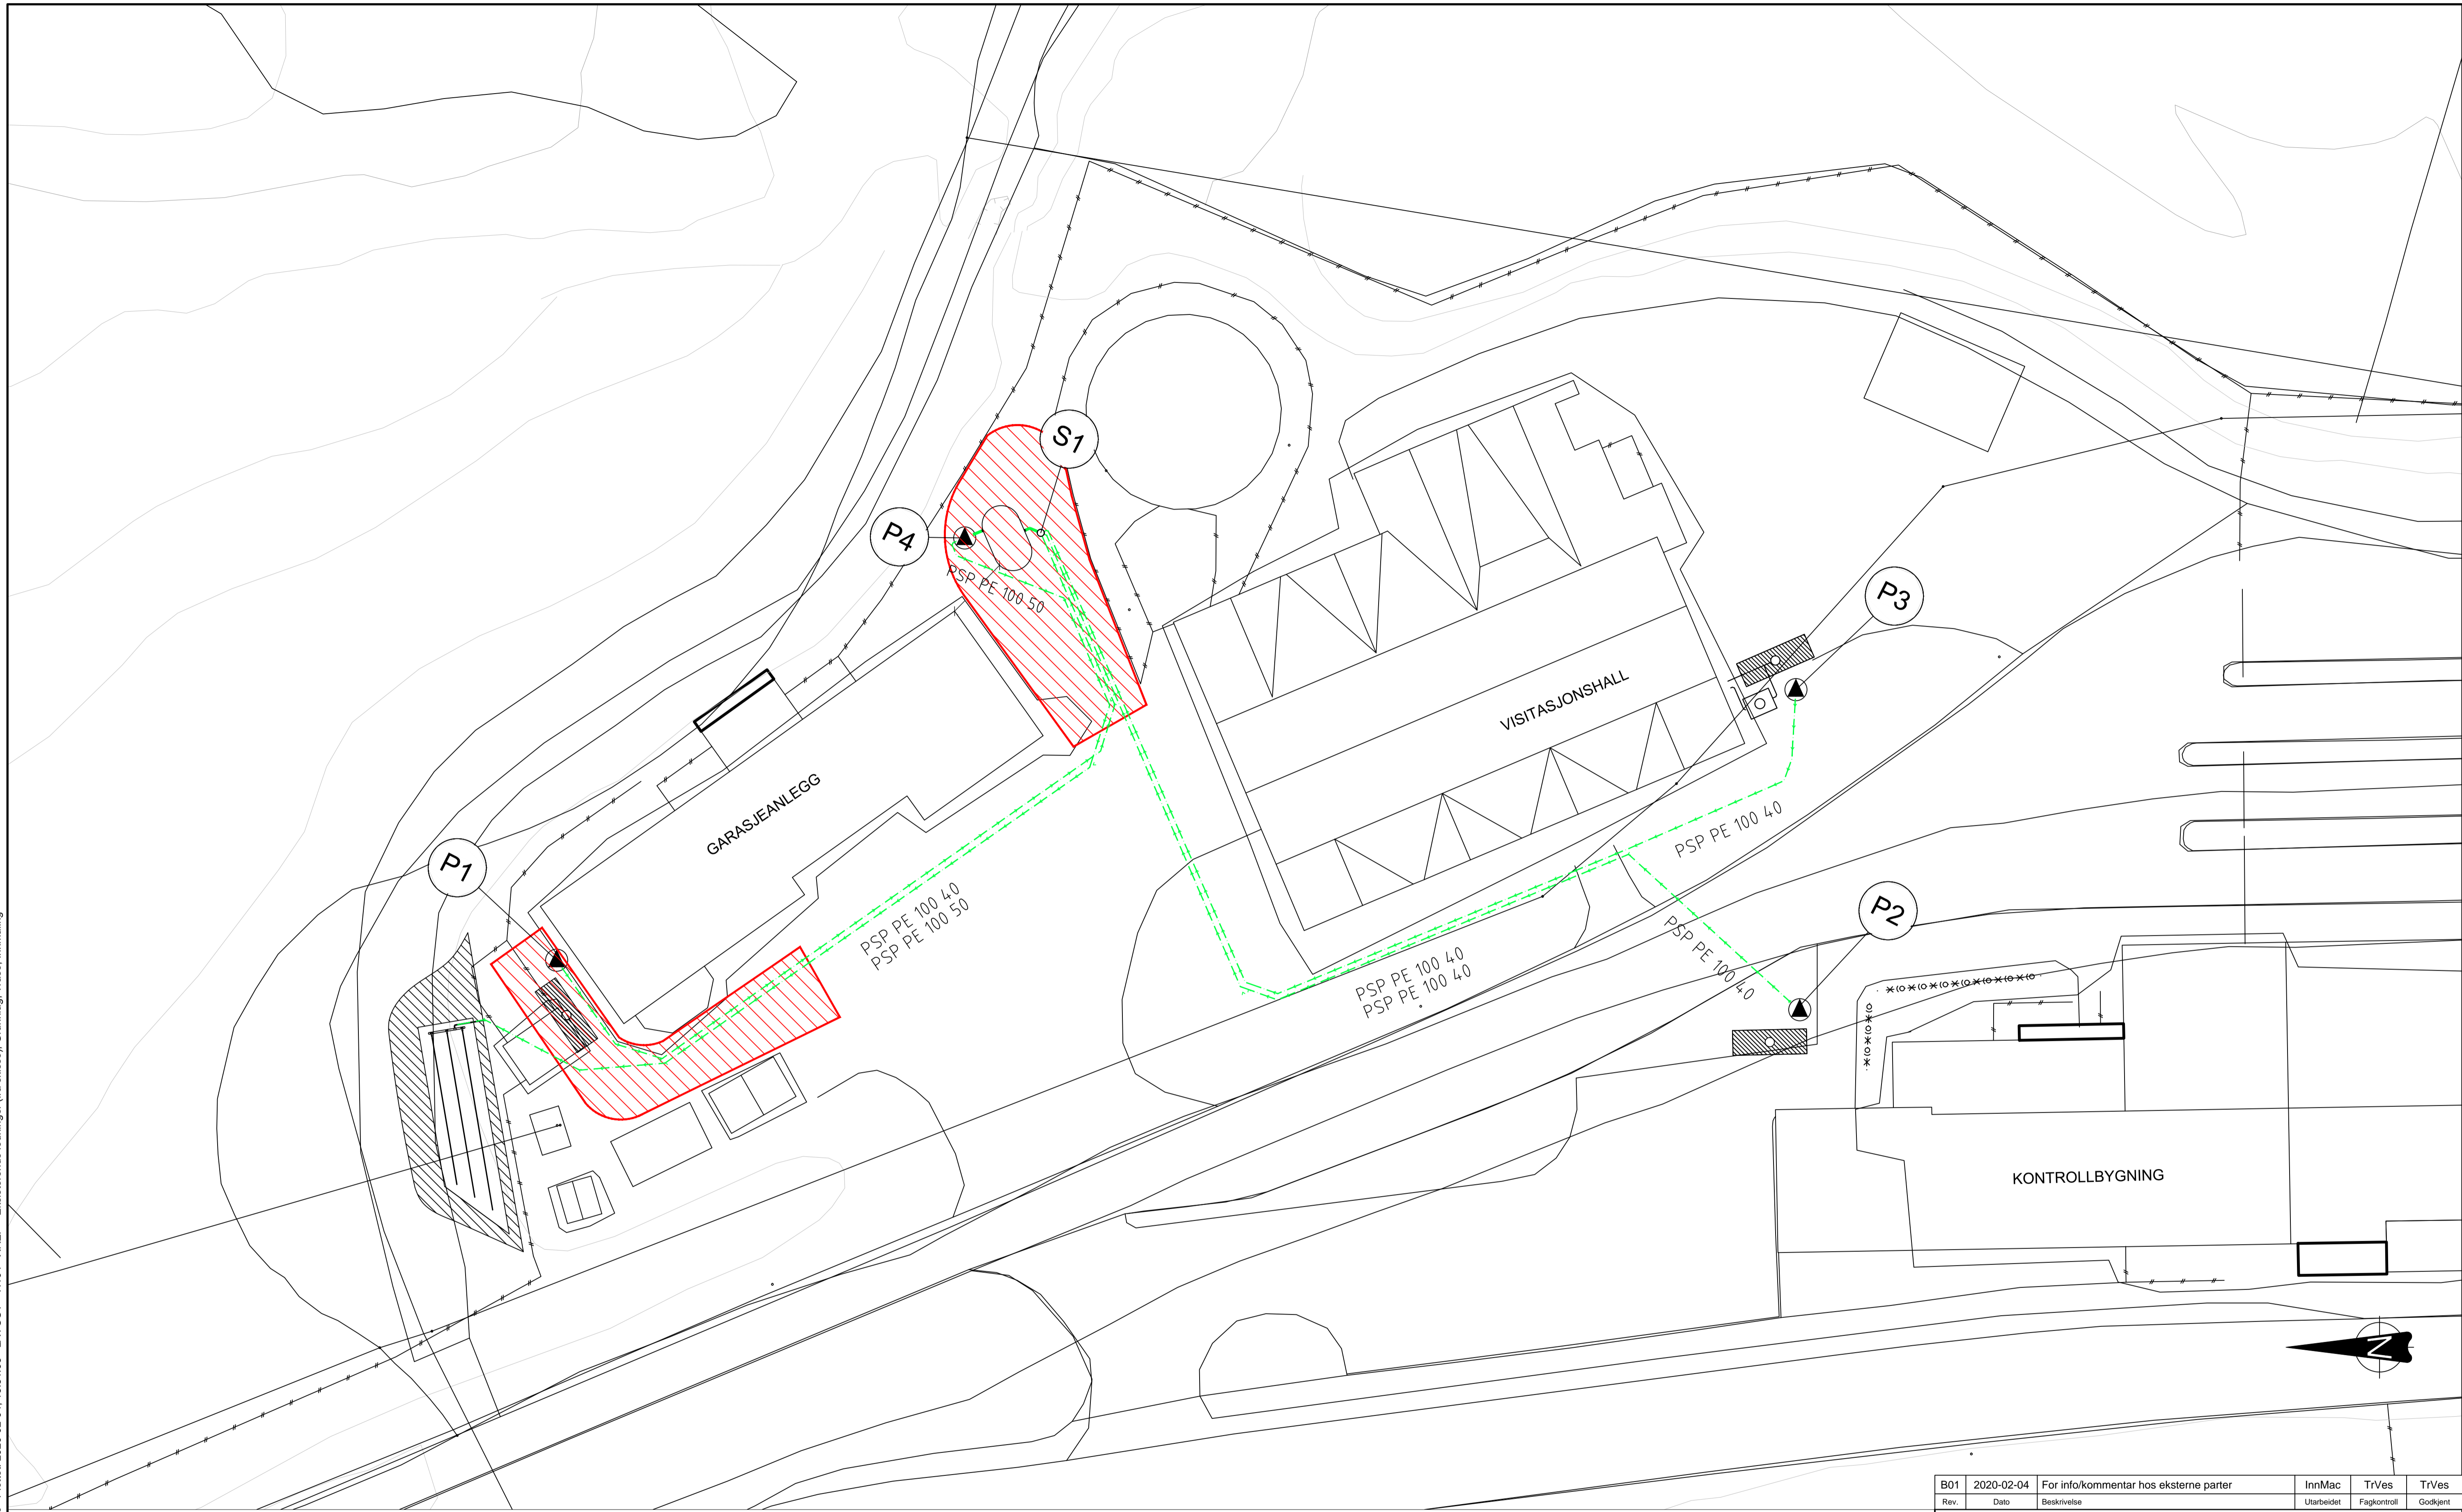 S1
P4
PSP PE 100 50
P3
VISITASJONSHALL
GARASJEANLEGG
PSP PE 100 40
P1
PSP PE 100 40
PSP PE 100 50
P2
PSP PE 100 40
PSP PE 100 40
PSP PE 100 40
KONTROLLBYGNING
N
B01 2020-02-04 For info/kommentar hos eksterne parter InnMac TrVes TrVes
Rev. Dato Beskrivelse Utarbeidet Fagkontroll Godkjent